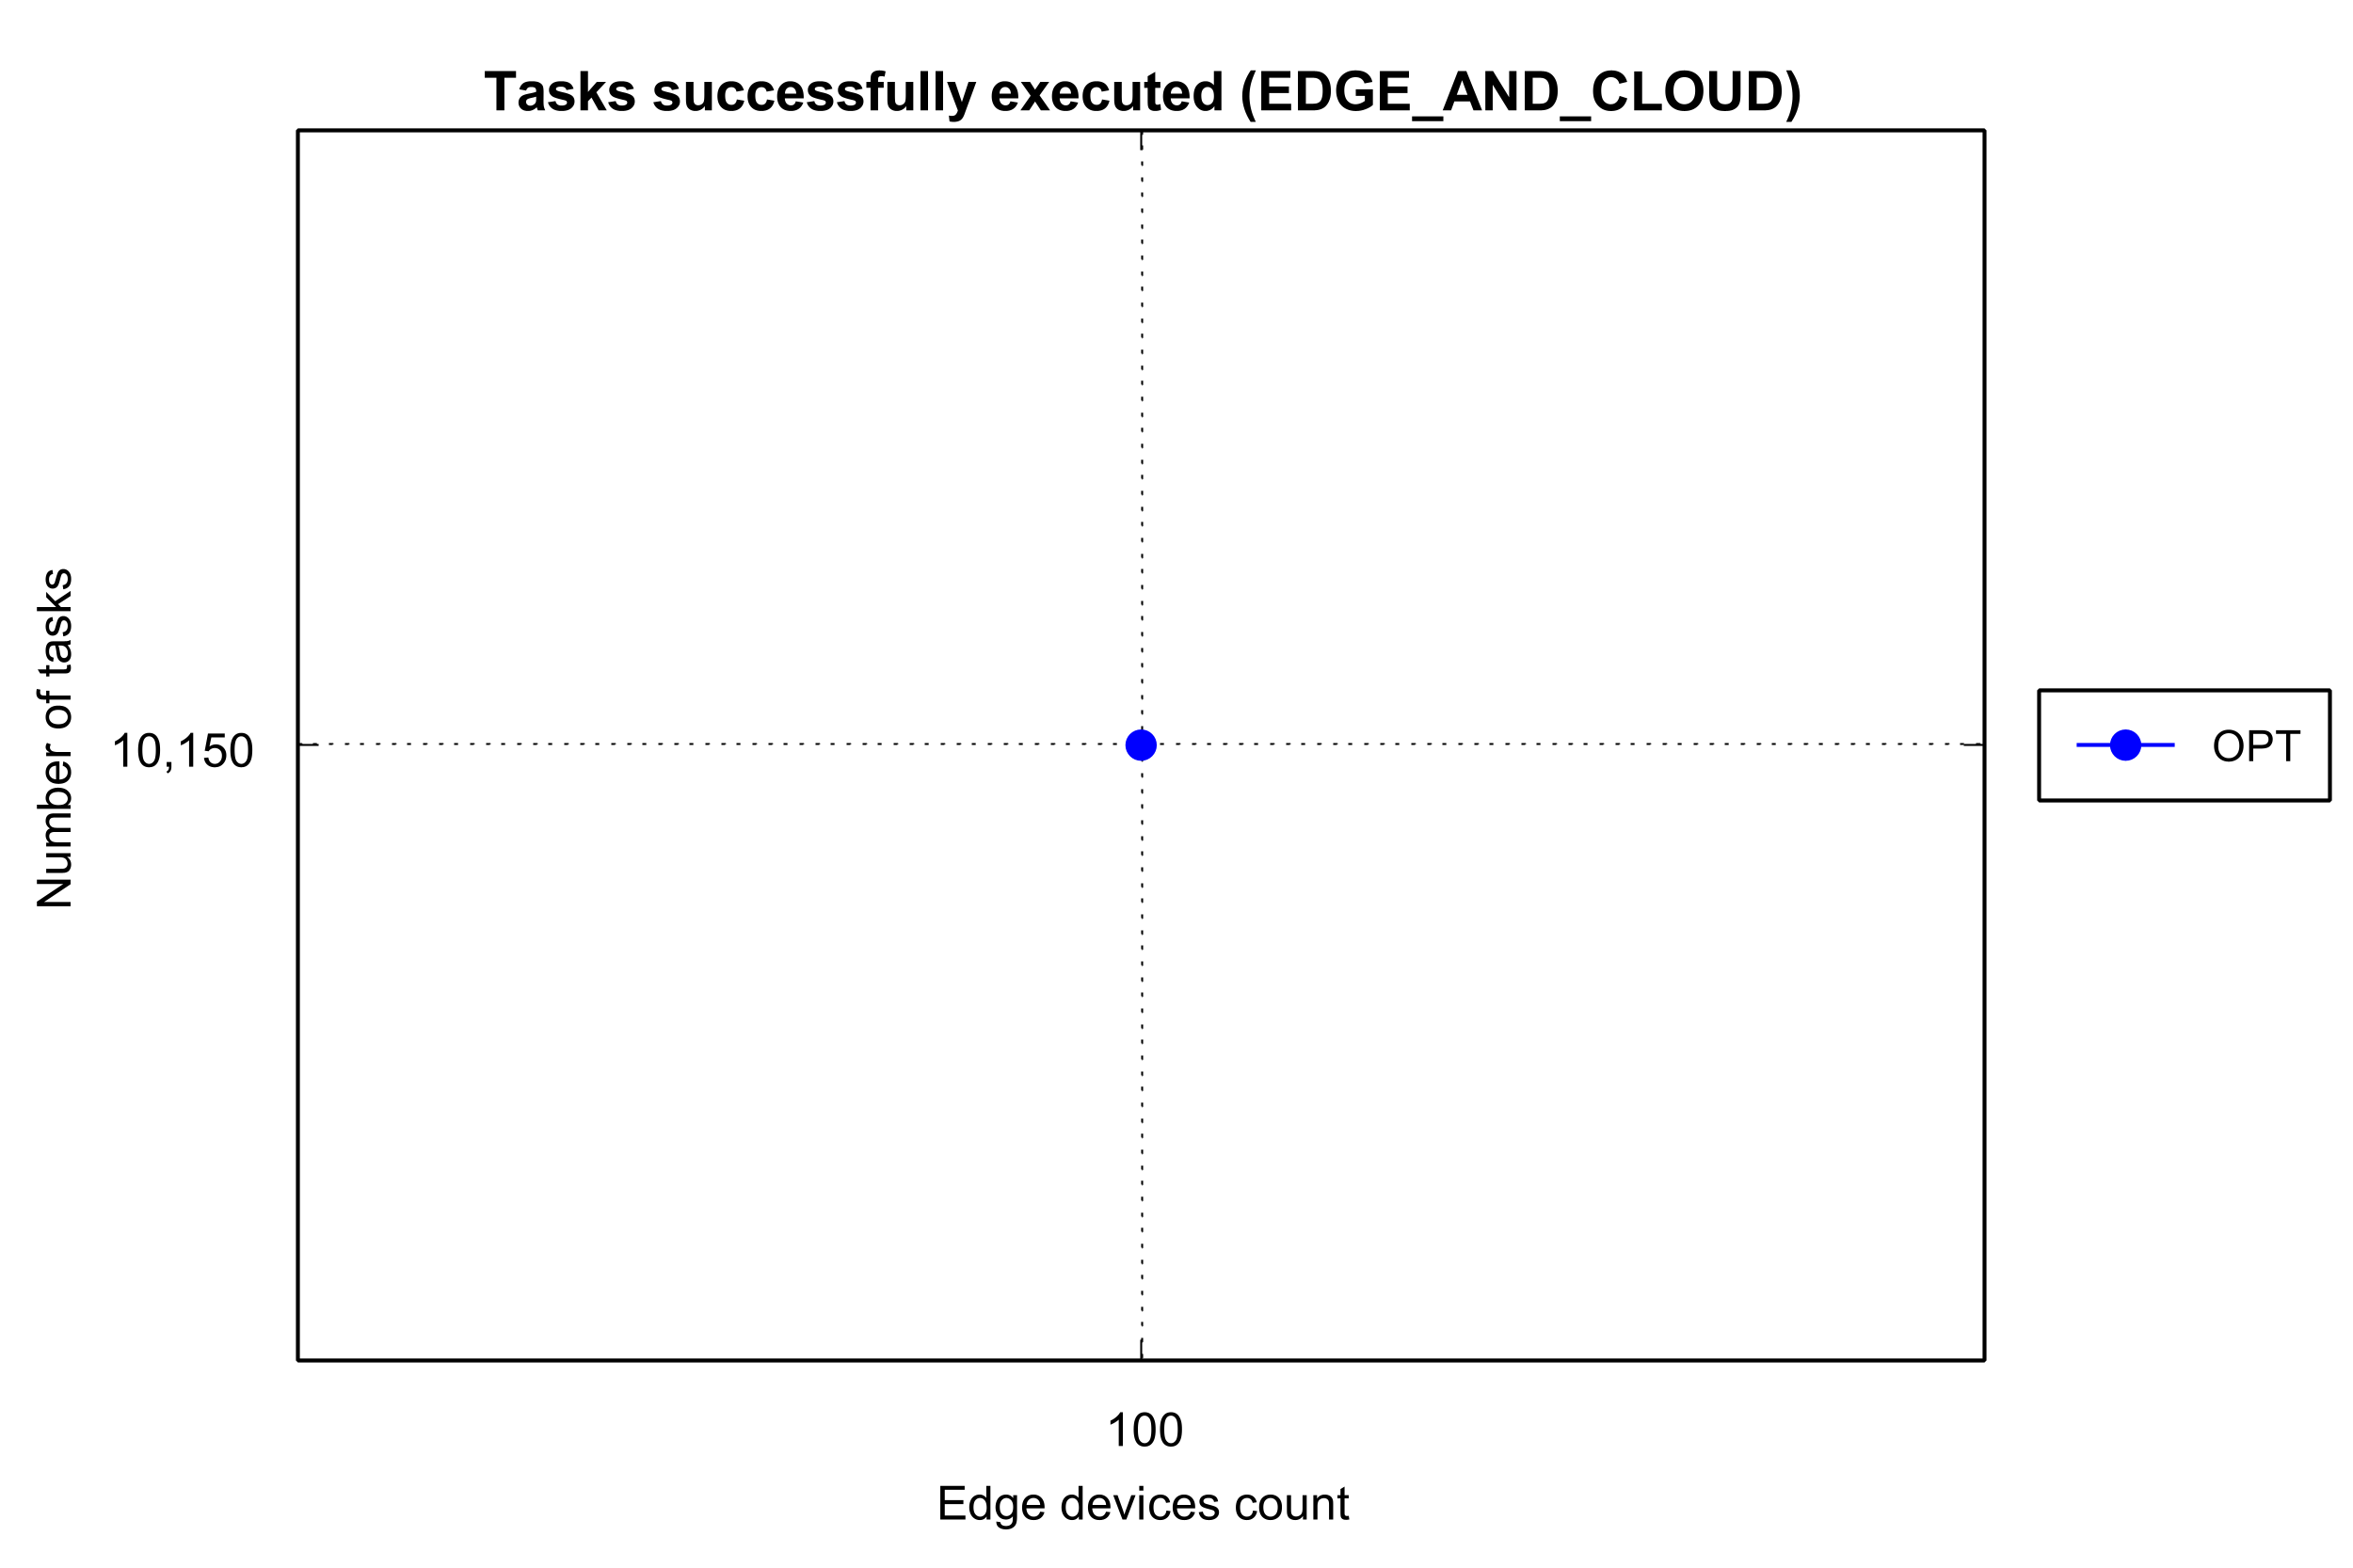 Tasks successfully executed (EDGE_AND_CLOUD)
Number of tasks
10,150
OPT
100
Edge devices count